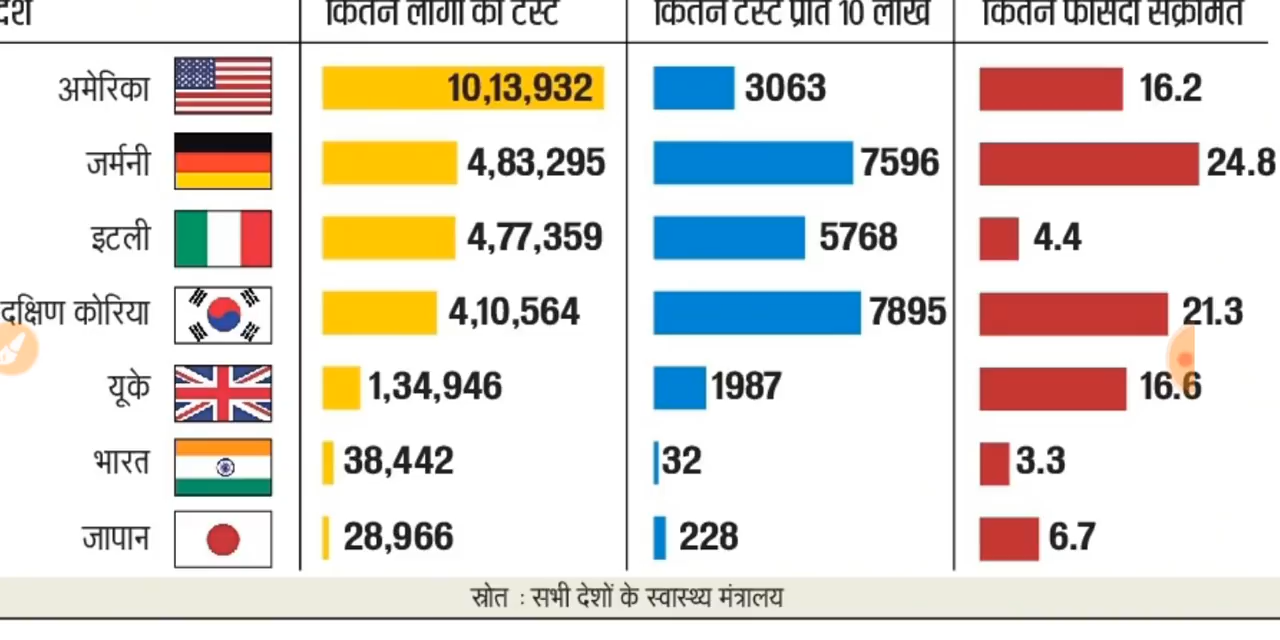 देश कितने लोगों का टेस्ट कितने टेस्ट प्रति 10 लाख कितने फीसदी संक्रमित
अमेरिका 10,13,932 3063 16.2
जर्मनी 4,83,295 7596 24.8
इटली 4,77,359 5768 4.4
दक्षिण कोरिया 4,10,564 7895 21.3
यूके 1,34,946 1987 16.6
भारत 38,442 32 3.3
जापान 28,966 228 6.7
स्रोत : सभी देशों के स्वास्थ्य मंत्रालय